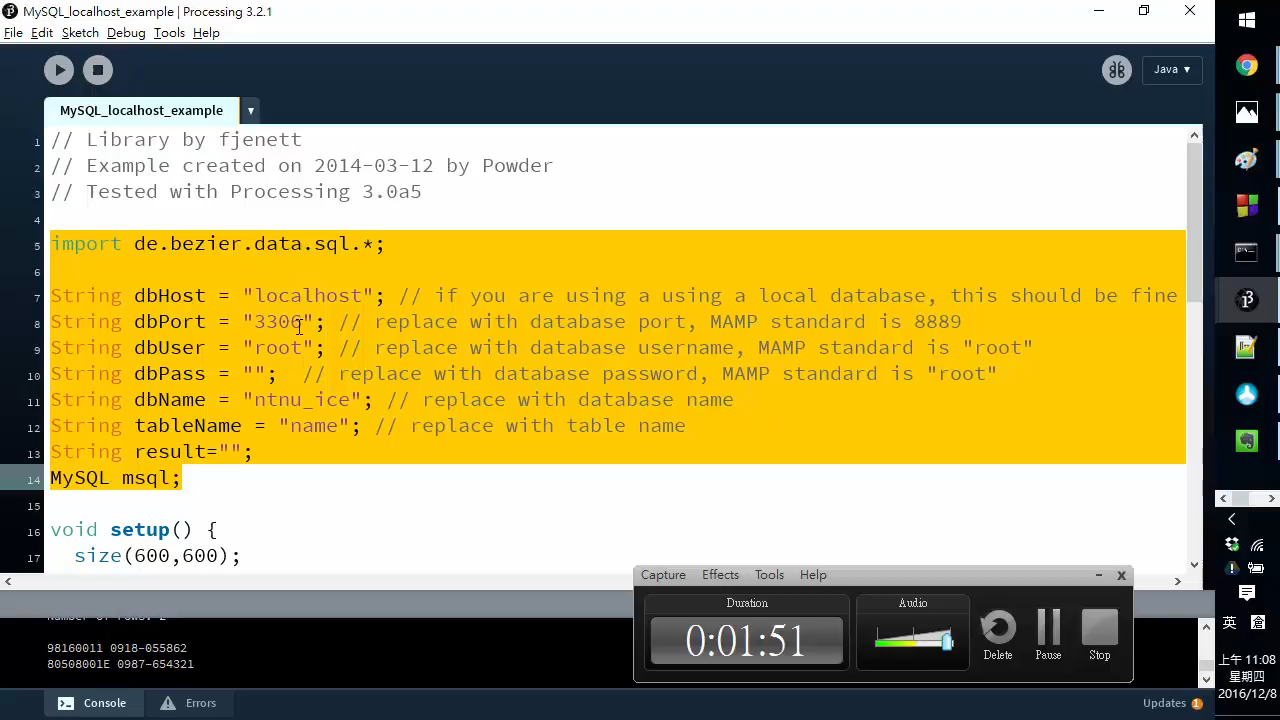 MySQL_localhost_example | Processing 3.2.1
File Edit Sketch Debug Tools Help
Java ▾
MySQL_localhost_example ▾
1 // Library by fjenett
2 // Example created on 2014-03-12 by Powder
3 // Tested with Processing 3.0a5
4
5 import de.bezier.data.sql.*;
6
7 String dbHost = "localhost"; // if you are using a using a local database, this should be fine
8 String dbPort = "3306"; // replace with database port, MAMP standard is 8889
9 String dbUser = "root"; // replace with database username, MAMP standard is "root"
10 String dbPass = "";  // replace with database password, MAMP standard is "root"
11 String dbName = "ntnu_ice"; // replace with database name
12 String tableName = "name"; // replace with table name
13 String result="";
14 MySQL msql;
15
16 void setup() {
17 size(600,600);
Capture Effects Tools Help
Duration
0:01:51
Audio
Delete
Pause
Stop
Number of rows: 2
98160011 0918-055862
80508001E 0987-654321
Console
Errors
Updates 1
英 倉
上午 11:08
星期四
2016/12/8